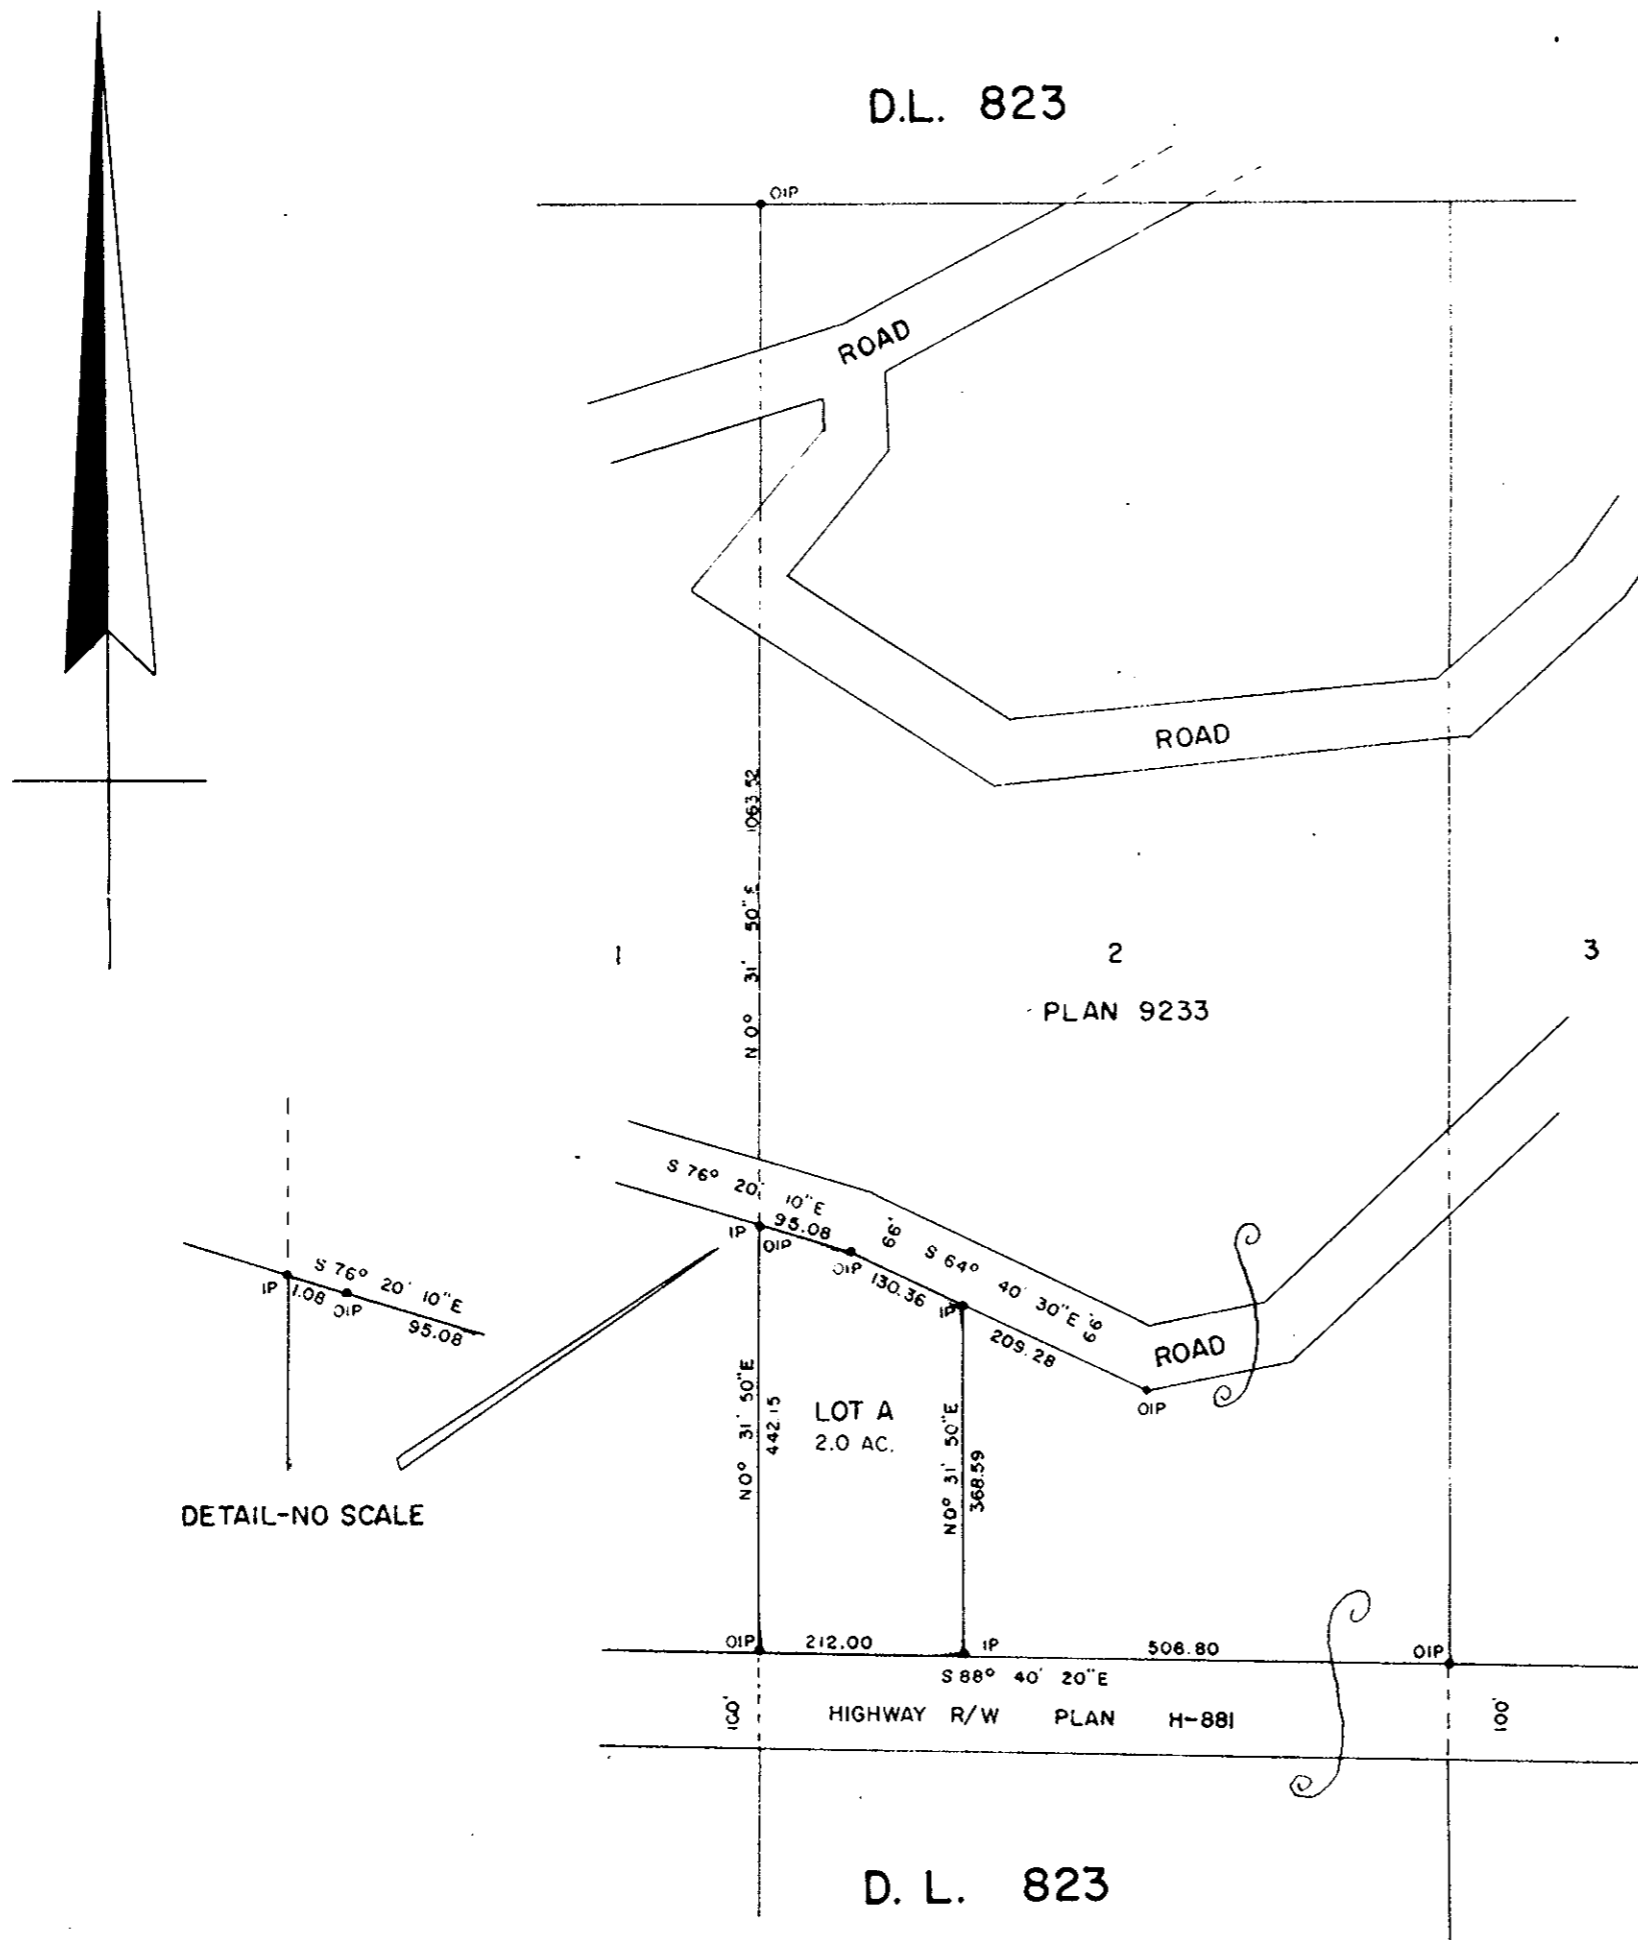 D.L. 823
OIP
ROAD
ROAD
N 0° 31' 50" E 1063.52
1
2
3
PLAN 9233
S 76° 20' 10" E
95.08
IP
OIP
66'
S 64° 40' 30" E
66'
OIP
130.36
IP
209.28
ROAD
OIP
S 76° 20' 10" E
IP
1.08
OIP
95.08
DETAIL-NO SCALE
N 0° 31' 50" E
442.15
LOT A
2.0 AC.
N 0° 31' 50" E
368.59
OIP
212.00
IP
506.80
OIP
S 88° 40' 20" E
100'
HIGHWAY R/W PLAN H-881
100'
D. L. 823